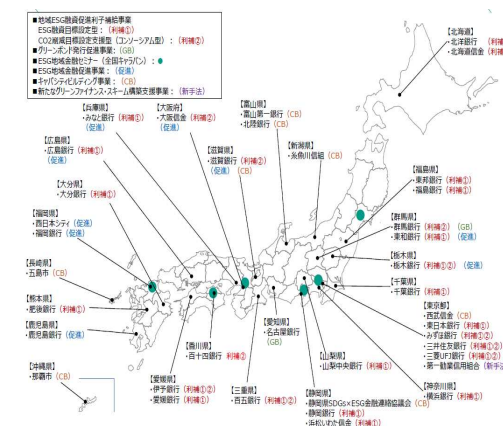 ■地域ESG融資促進利子補給事業
ESG融資目標設定型：(利補①)
CO2削減目標設定支援型（コンソーシアム型）：(利補②)
■グリーンボンド発行促進事業：(GB)
■ESG地域金融セミナー（全国キャラバン）：
■ESG地域金融促進事業：(促進)
■キャパシティビルディング事業：(CB)
■新たなグリーンファイナンス・スキーム構築支援事業：(新手法)
【北海道】
・北洋銀行（利補
・北海道信金（利補
【兵庫県】
・みなと銀行（利補①）
（促進）
【大阪府】
・大阪信金（利補②）
（促進）
【富山県】
・富山第一銀行（CB）
・北陸銀行（CB）
【広島県】
・広島銀行（利補①）
（促進）
【滋賀県】
・滋賀銀行（利補②）
（促進）（CB）
【新潟県】
・糸魚川信組（CB）
【福島県】
・東邦銀行（利補①）
・福島銀行（利補①）
【大分県】
・大分銀行（利補①）
【福岡県】
・西日本シティ（促進）
・福岡銀行（促進）
【群馬県】
・群馬銀行（利補②）（GB）
・東和銀行（利補①）（促進）
【栃木県】
・栃木銀行（利補①②）（促進）
【長崎県】
・五島市（CB）
【千葉県】
・千葉銀行（利補①）
【熊本県】
・肥後銀行（利補①）
【東京都】
・西武信金（CB）
・東日本銀行（利補①）
・みずほ銀行（利補①②）
・三井住友銀行（利補①②）
・三菱UFJ銀行（利補①②）
・第一勧業信用組合（新手法）
【鹿児島県】
・鹿児島銀行（促進）
【愛知県】
・名古屋銀行
（GB）
【香川県】
・百十四銀行 利補②
【山梨県】
・山梨中央銀行（利補①）
【沖縄県】
・那覇市（CB）
【愛媛県】
・伊予銀行（利補①②）
・愛媛銀行（利補①）
【三重県】
・百五銀行（利補①②）
【神奈川県】
・横浜銀行（利補①）
【静岡県】
・静岡県SDGs×ESG金融連絡協議会（CB）
・静岡銀行（利補①）
・浜松いわた信金（利補①）